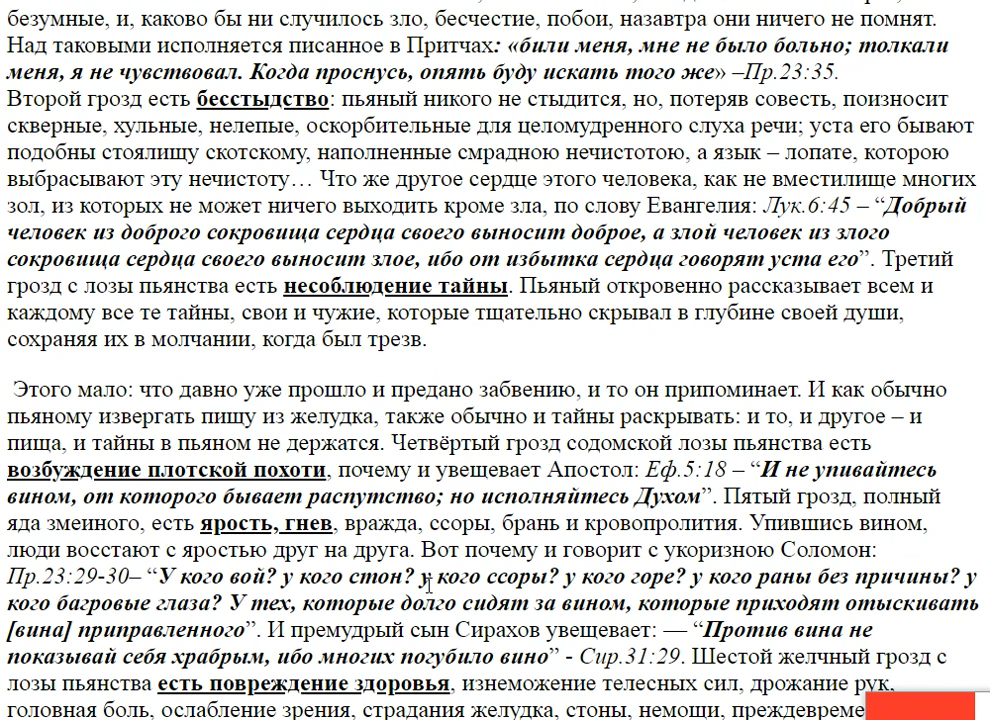 безумные, и, каково бы ни случилось зло, бесчестие, побои, назавтра они ничего не помнят.
Над таковыми исполняется писанное в Притчах: «били меня, мне не было больно; толкали
меня, я не чувствовал. Когда проснусь, опять буду искать того же» –Пр.23:35.
Второй грозд есть бесстыдство: пьяный никого не стыдится, но, потеряв совесть, поизносит
скверные, хульные, нелепые, оскорбительные для целомудренного слуха речи; уста его бывают
подобны стоялищу скотскому, наполненные смрадною нечистотою, а язык – лопате, которою
выбрасывают эту нечистоту… Что же другое сердце этого человека, как не вместилище многих
зол, из которых не может ничего выходить кроме зла, по слову Евангелия: Лук.6:45 – “Добрый
человек из доброго сокровища сердца своего выносит доброе, а злой человек из злого
сокровища сердца своего выносит злое, ибо от избытка сердца говорят уста его”. Третий
грозд с лозы пьянства есть несоблюдение тайны. Пьяный откровенно рассказывает всем и
каждому все те тайны, свои и чужие, которые тщательно скрывал в глубине своей души,
сохраняя их в молчании, когда был трезв.
Этого мало: что давно уже прошло и предано забвению, и то он припоминает. И как обычно
пьяному извергать пищу из желудка, также обычно и тайны раскрывать: и то, и другое – и
пища, и тайны в пьяном не держатся. Четвёртый грозд содомской лозы пьянства есть
возбуждение плотской похоти, почему и увещевает Апостол: Еф.5:18 – “И не упивайтесь
вином, от которого бывает распутство; но исполняйтесь Духом”. Пятый грозд, полный
яда змеиного, есть ярость, гнев, вражда, ссоры, брань и кровопролития. Упившись вином,
люди восстают с яростью друг на друга. Вот почему и говорит с укоризною Соломон:
Пр.23:29-30– “У кого вой? у кого стон? у кого ссоры? у кого горе? у кого раны без причины? у
кого багровые глаза? У тех, которые долго сидят за вином, которые приходят отыскивать
[вина] приправленного”. И премудрый сын Сирахов увещевает: — “Против вина не
показывай себя храбрым, ибо многих погубило вино” - Сир.31:29. Шестой желчный грозд с
лозы пьянства есть повреждение здоровья, изнеможение телесных сил, дрожание рук,
головная боль, ослабление зрения, страдания желудка, стоны, немощи, преждевреме